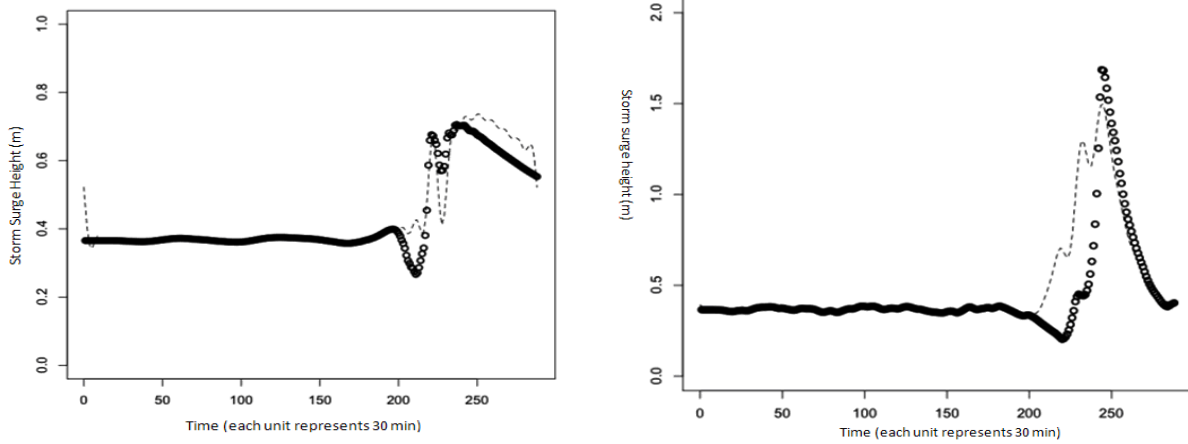 1.0
0.8
0.6
0.4
0.2
0.0
Storm Surge Height (m)
0 50 100 150 200 250
Time (each unit represents 30 min)
2.0
1.5
1.0
0.5
0.0
Storm surge height (m)
0 50 100 150 200 250
Time (each unit represents 30 min)